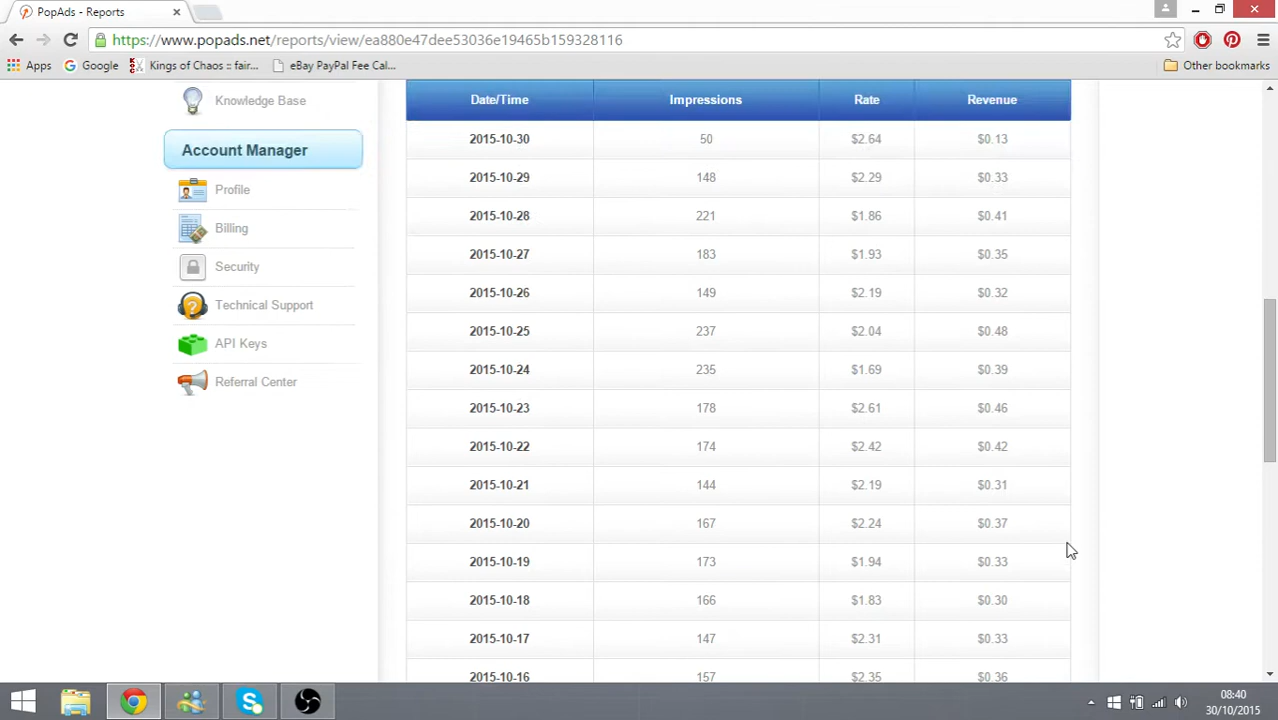 PopAds - Reports
https://www.popads.net/reports/view/ea880e47dee53036e19465b159328116
Apps Google Kings of Chaos :: fair... eBay PayPal Fee Cal... Other bookmarks
Knowledge Base
Account Manager
Profile
Billing
Security
Technical Support
API Keys
Referral Center
Date/Time Impressions Rate Revenue
2015-10-30 50 $2.64 $0.13
2015-10-29 148 $2.29 $0.33
2015-10-28 221 $1.86 $0.41
2015-10-27 183 $1.93 $0.35
2015-10-26 149 $2.19 $0.32
2015-10-25 237 $2.04 $0.48
2015-10-24 235 $1.69 $0.39
2015-10-23 178 $2.61 $0.46
2015-10-22 174 $2.42 $0.42
2015-10-21 144 $2.19 $0.31
2015-10-20 167 $2.24 $0.37
2015-10-19 173 $1.94 $0.33
2015-10-18 166 $1.83 $0.30
2015-10-17 147 $2.31 $0.33
2015-10-16 157 $2.35 $0.36
08:40
30/10/2015